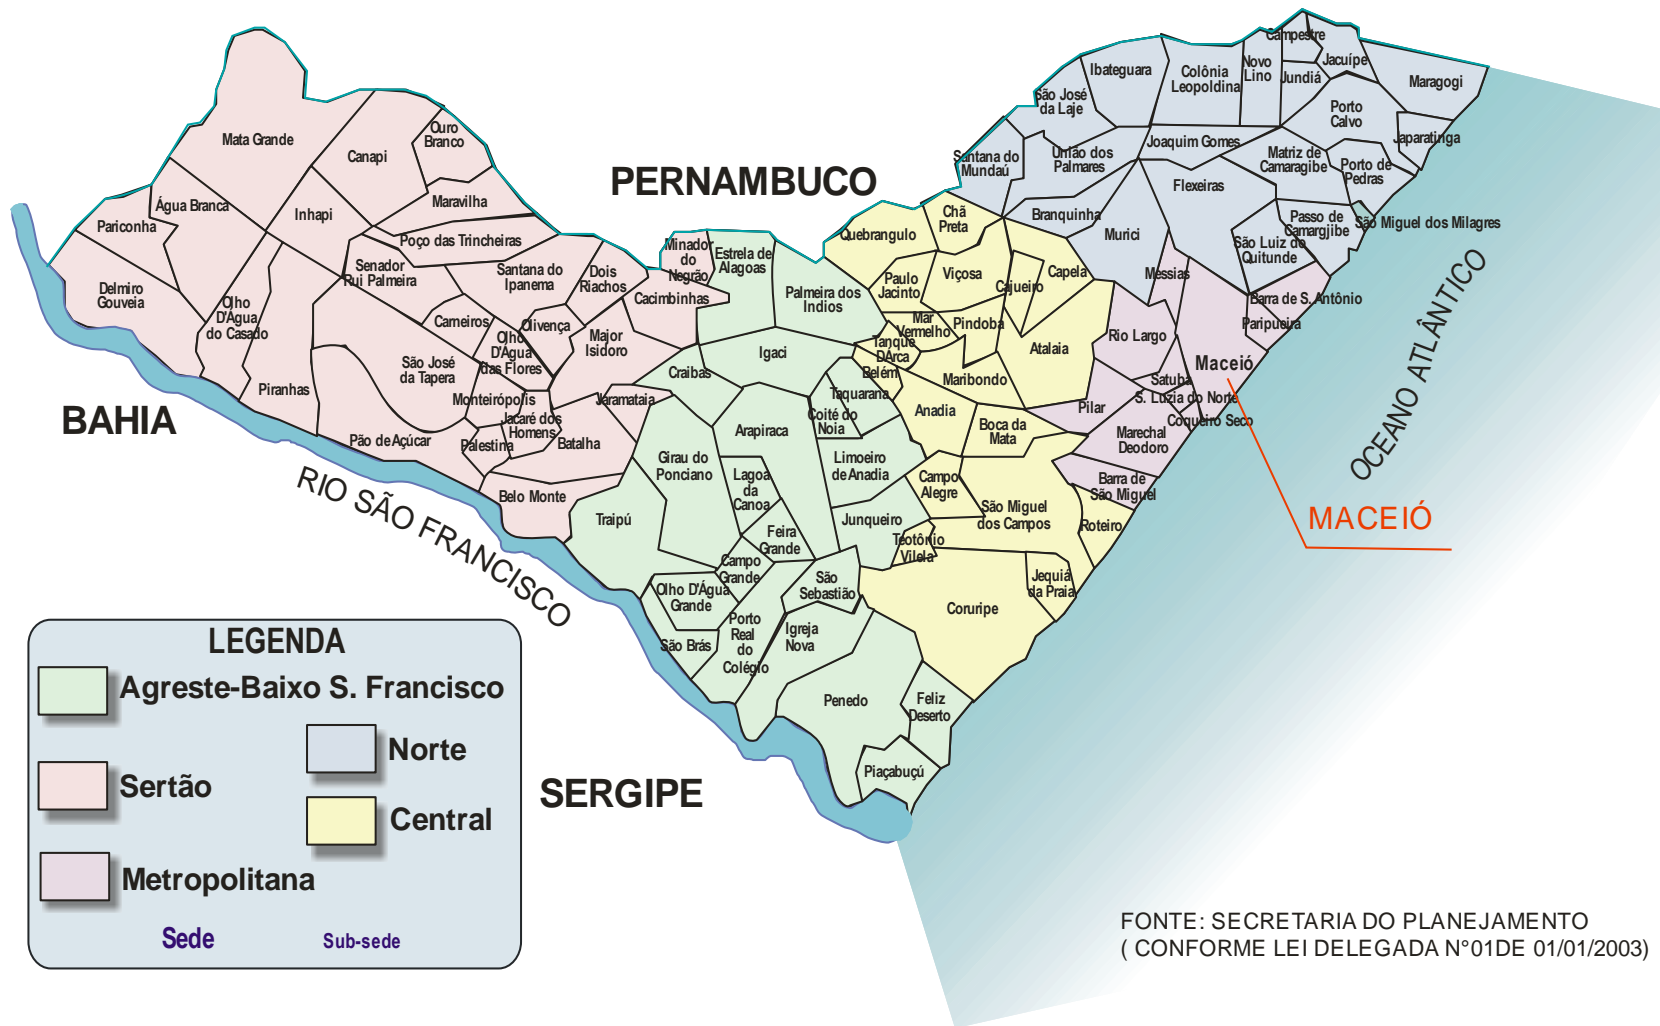 Campestre
Jacuípe
Novo
Lino
Jundiá
Maragogi
Ibateguara
Colônia
Leopoldina
São José
da Laje
Porto
Calvo
Japaratinga
Mata Grande
Canapi
Ouro
Branco
Santana do
Mundaú
União dos
Palmares
Joaquim Gomes
Matriz de
Camaragibe
Porto de
Pedras
PERNAMBUCO
Flexeiras
Maravilha
Água Branca
Inhapi
Pariconha
Chã
Preta
Branquinha
Passo de
Camargjibe
São Miguel dos Milagres
Quebrangulo
Murici
São Luiz do
Quitunde
Poço das Trincheiras
Minador
do
Negrão
Estrela de
Alagoas
Senador
Rui Palmeira
Santana do
Ipanema
Dois
Riachos
Paulo
Jacinto
Viçosa
Cajueiro
Capela
Messias
Delmiro
Gouveia
Olho
D'Água
do Casado
Cacimbinhas
Palmeira dos
Indios
Barra de S. Antônio
Paripueira
Carneiros
Olivença
Major
Isidoro
Mar
Vermelho
Pindoba
Rio Largo
Olho
D'Água
das Flores
Tanque
DArca
Belém
Atalaia
Igaci
Maceió
São José
da Tapera
Craibas
Maribondo
Satuba
Piranhas
Monteirópolis
Jaramataia
Taquarana
S. Luzia do Norte
Pilar
Coqueiro Seco
BAHIA
Jacaré dos
Homens
Coité do
Noia
Anadia
Boca da
Mata
Marechal
Deodoro
OCEANO ATLÂNTICO
Pão de Açúcar
Palestina
Batalha
Arapiraca
Girau do
Ponciano
Limoeiro
de Anadia
Lagoa
da
Canoa
Campo
Alegre
Barra de
São Miguel
RIO SÃO FRANCISCO
Belo Monte
Traipú
Junqueiro
São Miguel
dos Campos
Roteiro
MACEIÓ
Feira
Grande
Teotônio
Vilela
Campo
Grande
São
Sebastião
Jequiá
da Praia
Olho D'Água
Grande
Coruripe
Porto
Real
do
Colégio
Igreja
Nova
São Brás
Penedo
Feliz
Deserto
Piaçabuçú
SERGIPE
LEGENDA
Agreste-Baixo S. Francisco
Norte
Sertão
Central
Metropolitana
Sede
Sub-sede
FONTE: SECRETARIA DO PLANEJAMENTO
( CONFORME LEI DELEGADA N°01DE 01/01/2003)